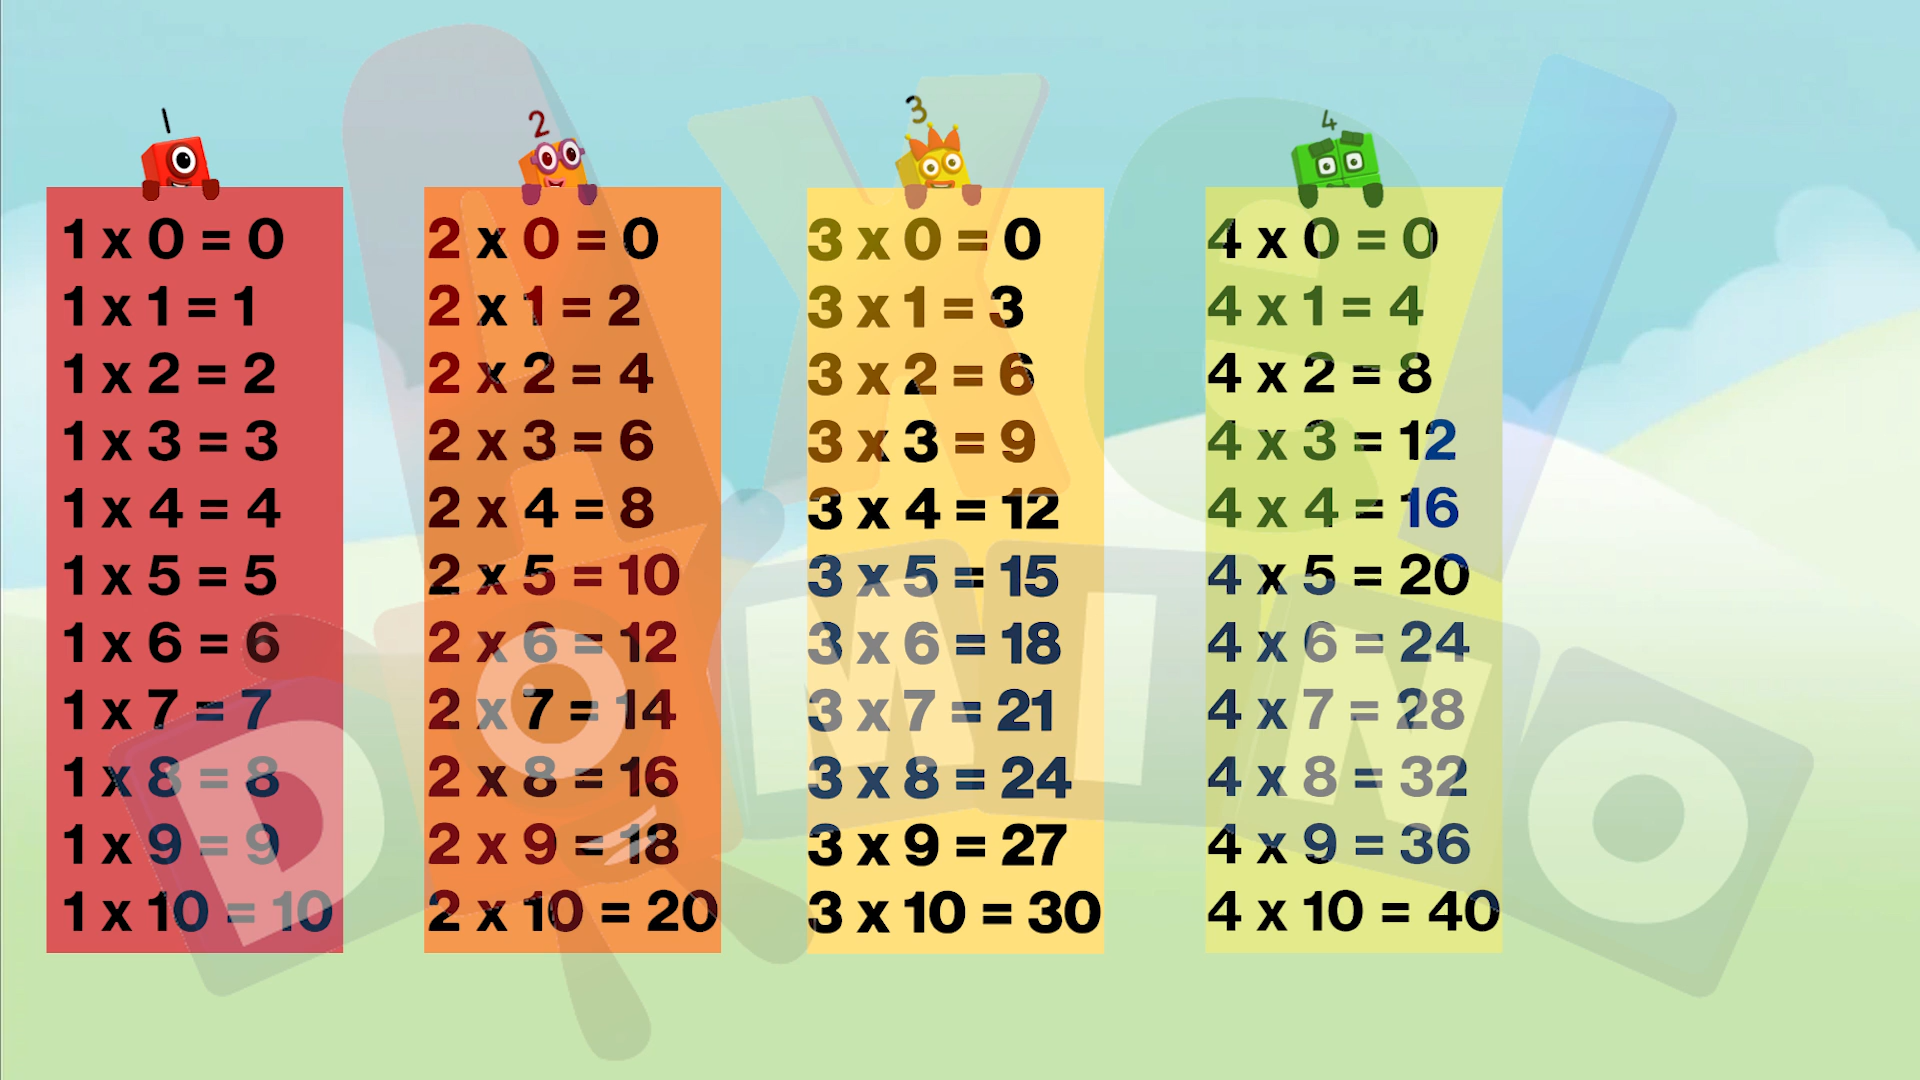 1
1 x 0 = 0
1 x 1 = 1
1 x 2 = 2
1 x 3 = 3
1 x 4 = 4
1 x 5 = 5
1 x 6 = 6
1 x 7 = 7
1 x 8 = 8
1 x 9 = 9
1 x 10 = 10
2
2 x 0 = 0
2 x 1 = 2
2 x 2 = 4
2 x 3 = 6
2 x 4 = 8
2 x 5 = 10
2 x 6 = 12
2 x 7 = 14
2 x 8 = 16
2 x 9 = 18
2 x 10 = 20
3
3 x 0 = 0
3 x 1 = 3
3 x 2 = 6
3 x 3 = 9
3 x 4 = 12
3 x 5 = 15
3 x 6 = 18
3 x 7 = 21
3 x 8 = 24
3 x 9 = 27
3 x 10 = 30
4
4 x 0 = 0
4 x 1 = 4
4 x 2 = 8
4 x 3 = 12
4 x 4 = 16
4 x 5 = 20
4 x 6 = 24
4 x 7 = 28
4 x 8 = 32
4 x 9 = 36
4 x 10 = 40
Axel
DOMINO